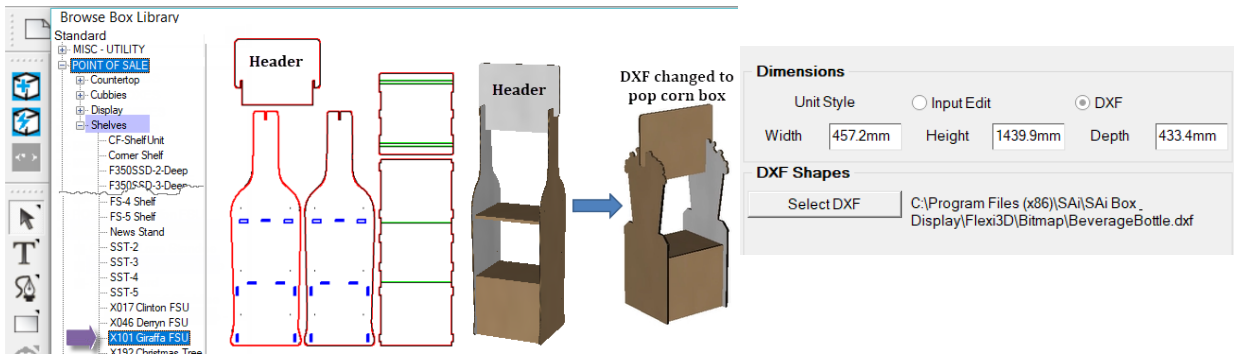 Browse Box Library
Standard
MISC - UTILITY
POINT OF SALE
Countertop
Cubbies
Display
Shelves
CF-Shelf Unit
Corner Shelf
F350SSD-2-Deep
F350SSD-3-Deep
FS-4 Shelf
FS-5 Shelf
News Stand
SST-2
SST-3
SST-4
SST-5
X017 Clinton FSU
X046 Derryn FSU
X101 Giraffa FSU
X192 Christmas Tree
T
Header
Header
DXF changed to
pop corn box
Dimensions
Unit Style Input Edit DXF
Width 457.2mm Height 1439.9mm Depth 433.4mm
DXF Shapes
Select DXF C:\Program Files (x86)\SAi\SAi Box
Display\Flexi3D\Bitmap\BeverageBottle.dxf